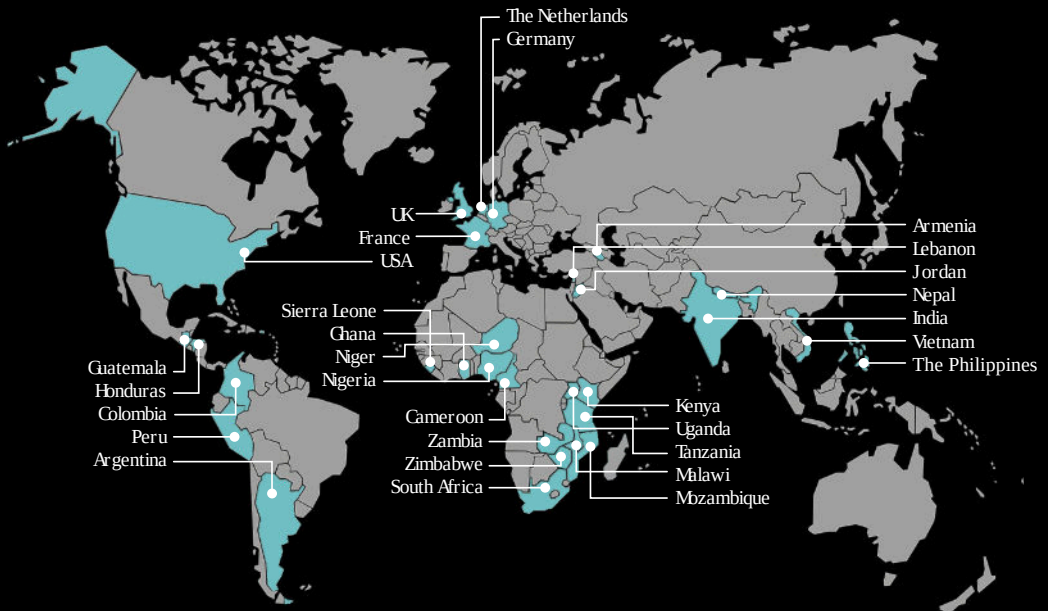 The Netherlands
Germany
UK
France
USA
Armenia
Lebanon
Jordan
Nepal
India
Vietnam
The Philippines
Sierra Leone
Ghana
Niger
Nigeria
Guatemala
Honduras
Colombia
Peru
Argentina
Cameroon
Zambia
Zimbabwe
South Africa
Kenya
Uganda
Tanzania
Malawi
Mozambique